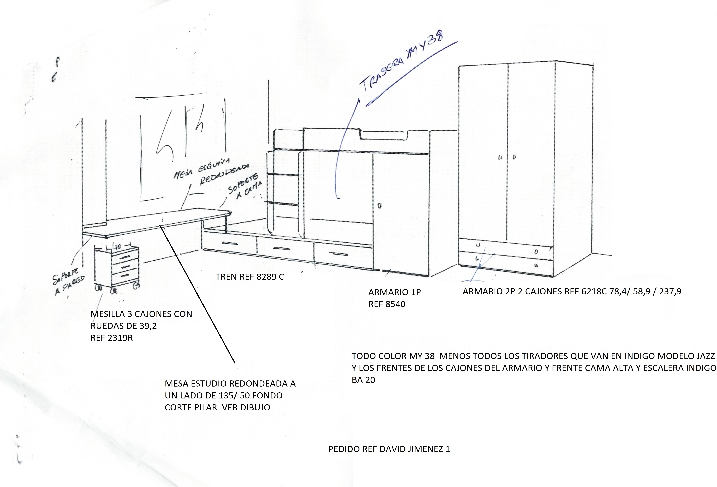 TRASERA MY 38
MESA ESQUINA
REDONDEADA
SOPORTE
A CAMA
SOPORTE
A PARED
40
MESILLA 3 CAJONES CON
RUEDAS DE 39,2
REF 2319R
TREN REF 8289 C
ARMARIO 1P
REF 8540
ARMARIO 2P 2 CAJONES REF 6218C 78,4/ 58,9 / 237,9
MESA ESTUDIO REDONDEADA A
UN LADO DE 185/ 50 FONDO
CORTE PILAR VER DIBUJO
TODO COLOR MY 38 MENOS TODOS LOS TIRADORES QUE VAN EN INDIGO MODELO JAZZ
Y LOS FRENTES DE LOS CAJONES DEL ARMARIO Y FRENTE CAMA ALTA Y ESCALERA INDIGO
BA 20
PEDIDO REF DAVID JIMENEZ 1